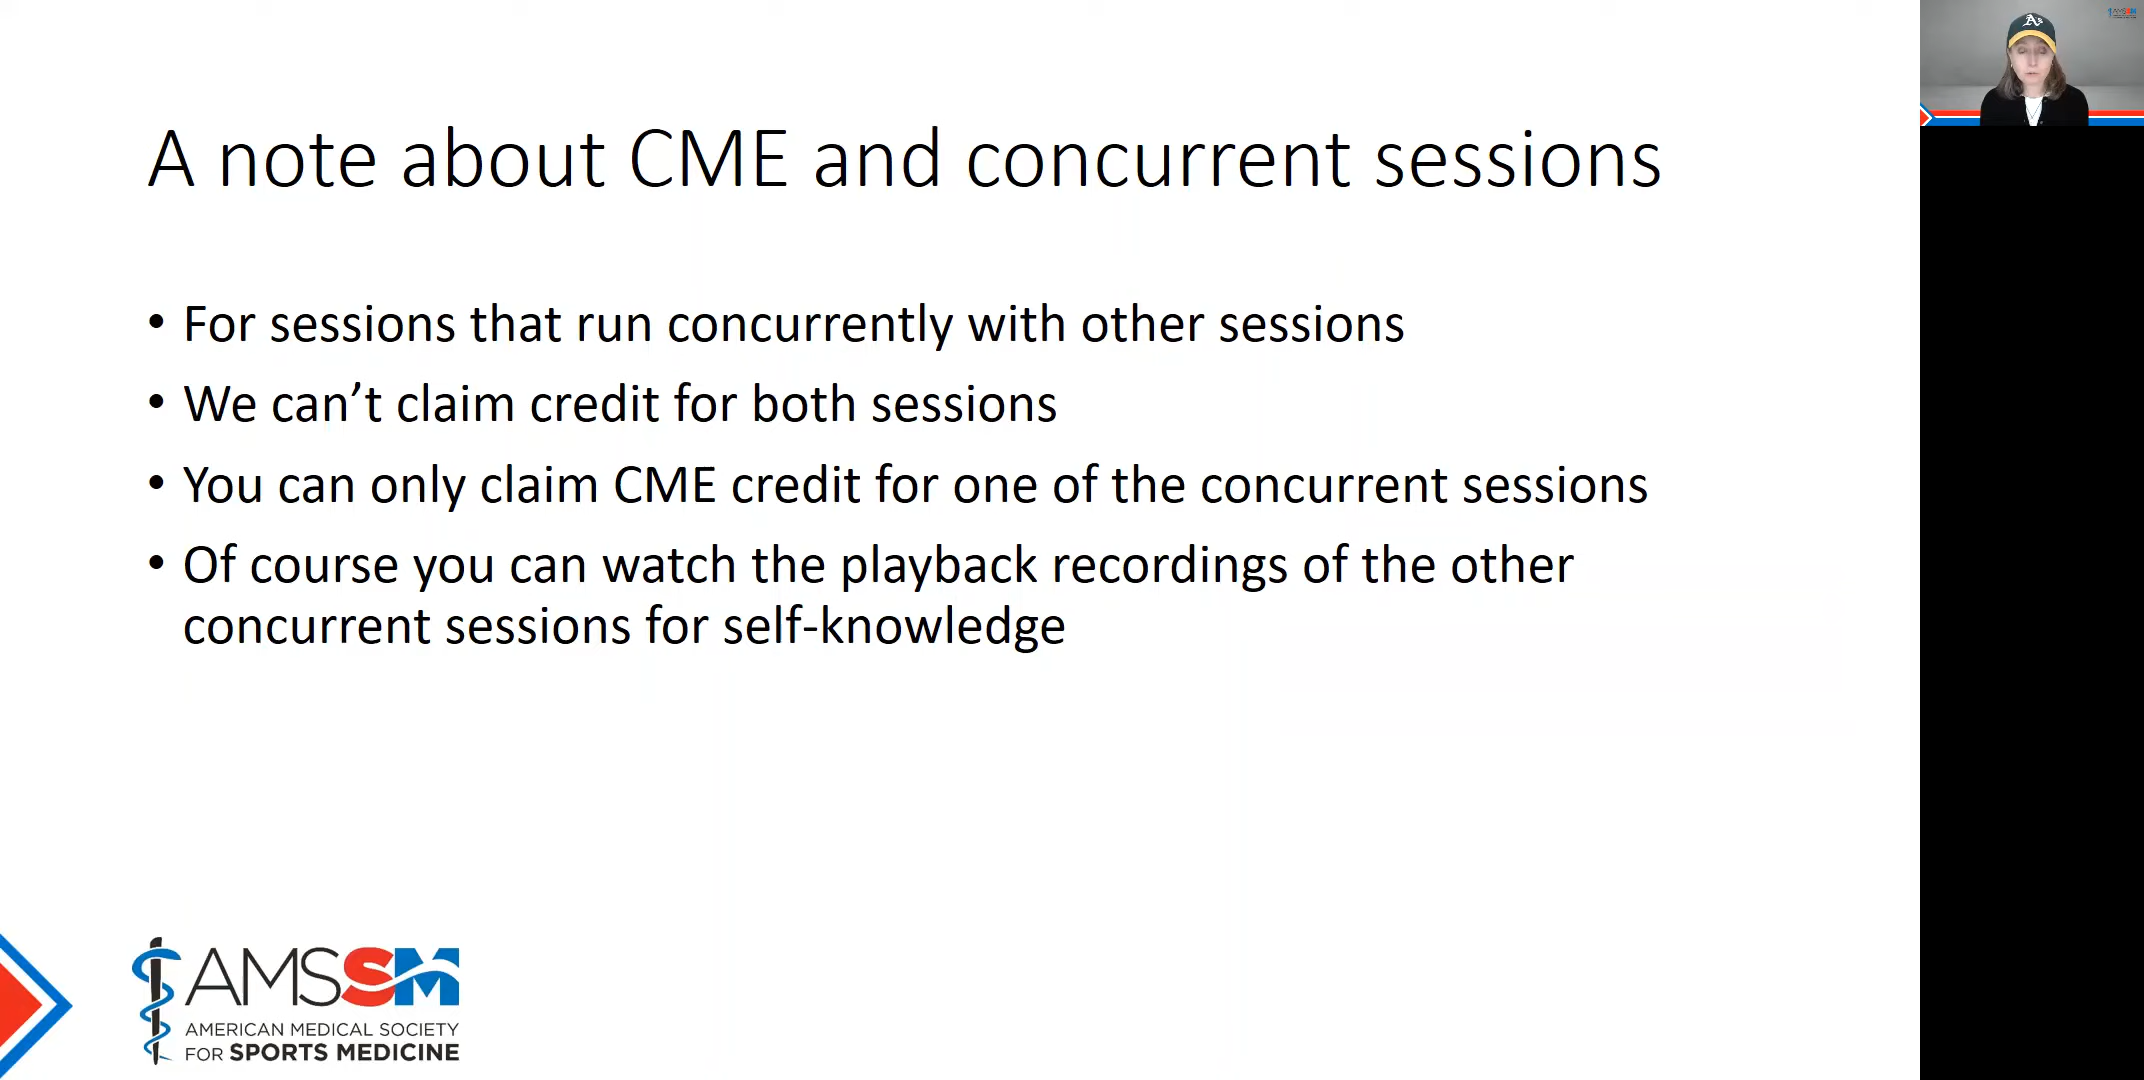 A note about CME and concurrent sessions
• For sessions that run concurrently with other sessions
• We can’t claim credit for both sessions
• You can only claim CME credit for one of the concurrent sessions
• Of course you can watch the playback recordings of the other
concurrent sessions for self-knowledge
AMSSM
AMERICAN MEDICAL SOCIETY
FOR SPORTS MEDICINE
A's
AMSSM